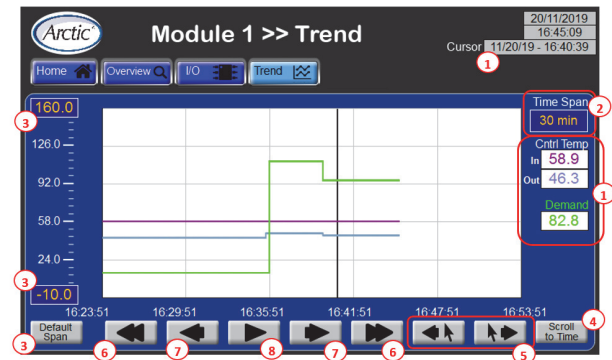 Arctic
Module 1 >> Trend
20/11/2019
16:45:09
Cursor 11/20/19 - 16:40:39
1
Home
Overview
I/O
Trend
160.0
3
126.0
92.0
58.0
24.0
3
-10.0
Time Span
2
30 min
Cntrl Temp
In 58.9
Out 46.3
1
Demand
82.8
16:23:51 16:29:51 16:35:51 16:41:51 16:47:51 16:53:51
4
3
Default
Span
Scroll
to Time
6 7 8 7 6 5